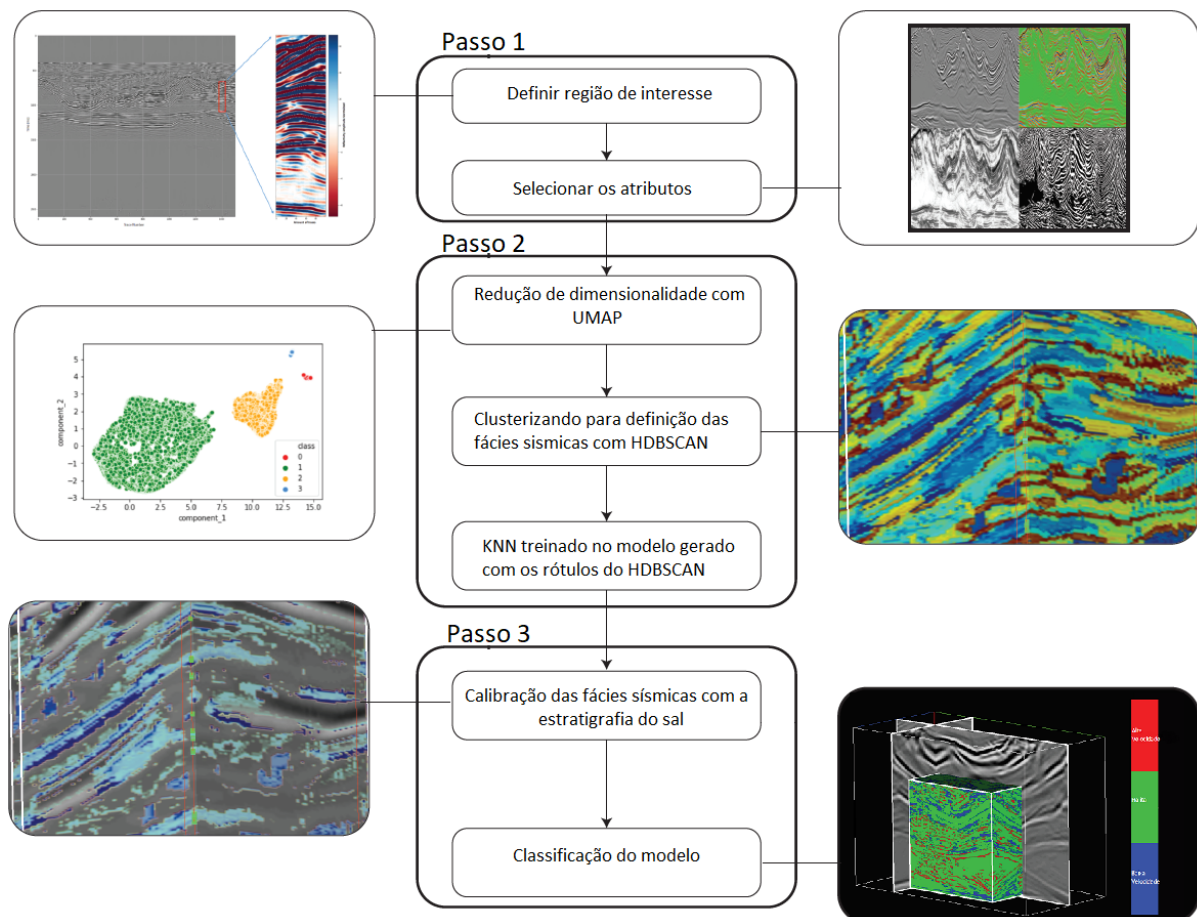 Passo 1
Definir região de interesse
Selecionar os atributos
Passo 2
Redução de dimensionalidade com
UMAP
component_2
5
4
3
2
1
0
−1
−2
−3
−2.5 0.0 2.5 5.0 7.5 10.0 12.5 15.0
component_1
class
0
1
2
3
Clusterizando para definição das
fácies sismicas com HDBSCAN
KNN treinado no modelo gerado
com os rótulos do HDBSCAN
Passo 3
Calibração das fácies sísmicas com a
estratigrafia do sal
Classificação do modelo
Velocidade